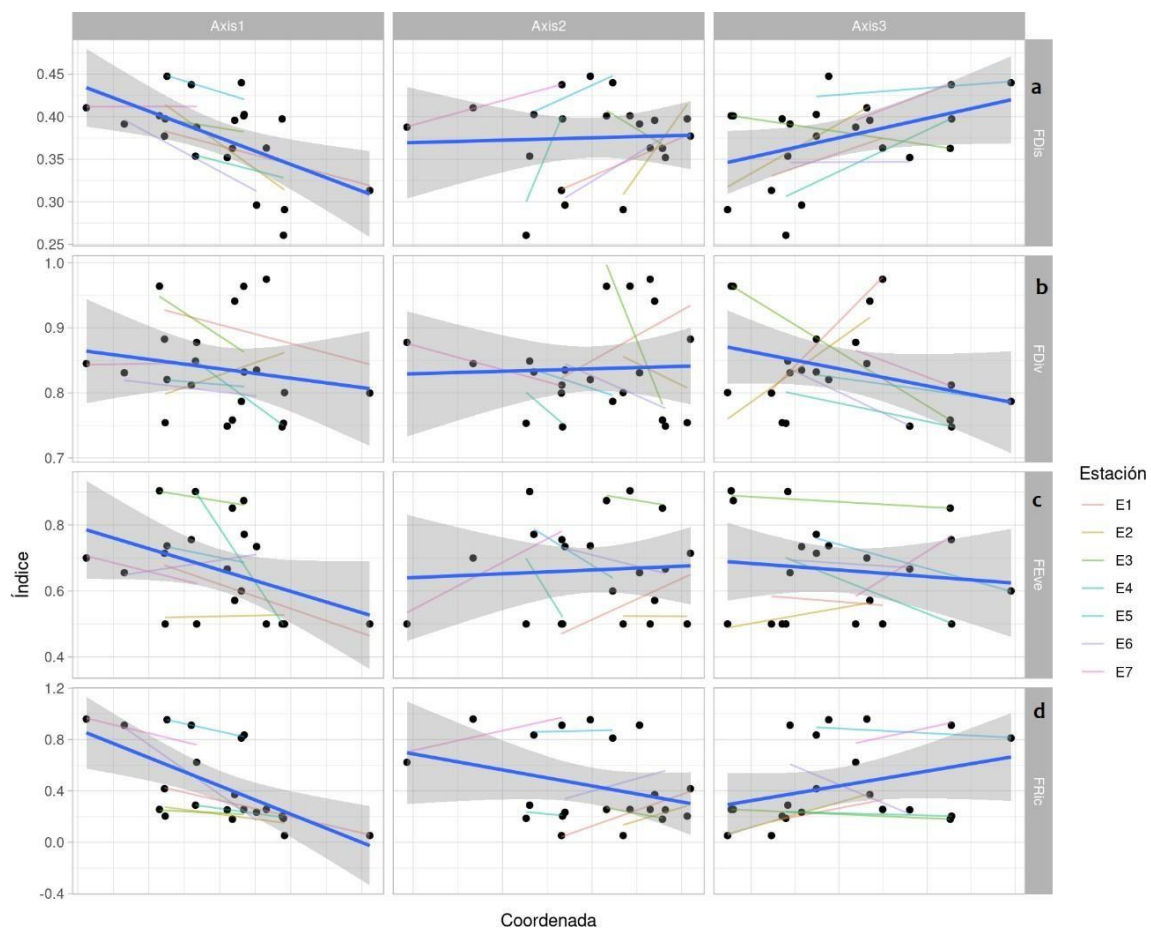 Axis1 Axis2 Axis3
0.45
0.40
0.35
0.30
0.25
a
FDis
1.0
0.9
0.8
0.7
b
FDiv
0.8
0.6
0.4
c
FEve
1.2
0.8
0.4
0.0
-0.4
d
FRic
Índice
Coordenada
Estación
E1
E2
E3
E4
E5
E6
E7